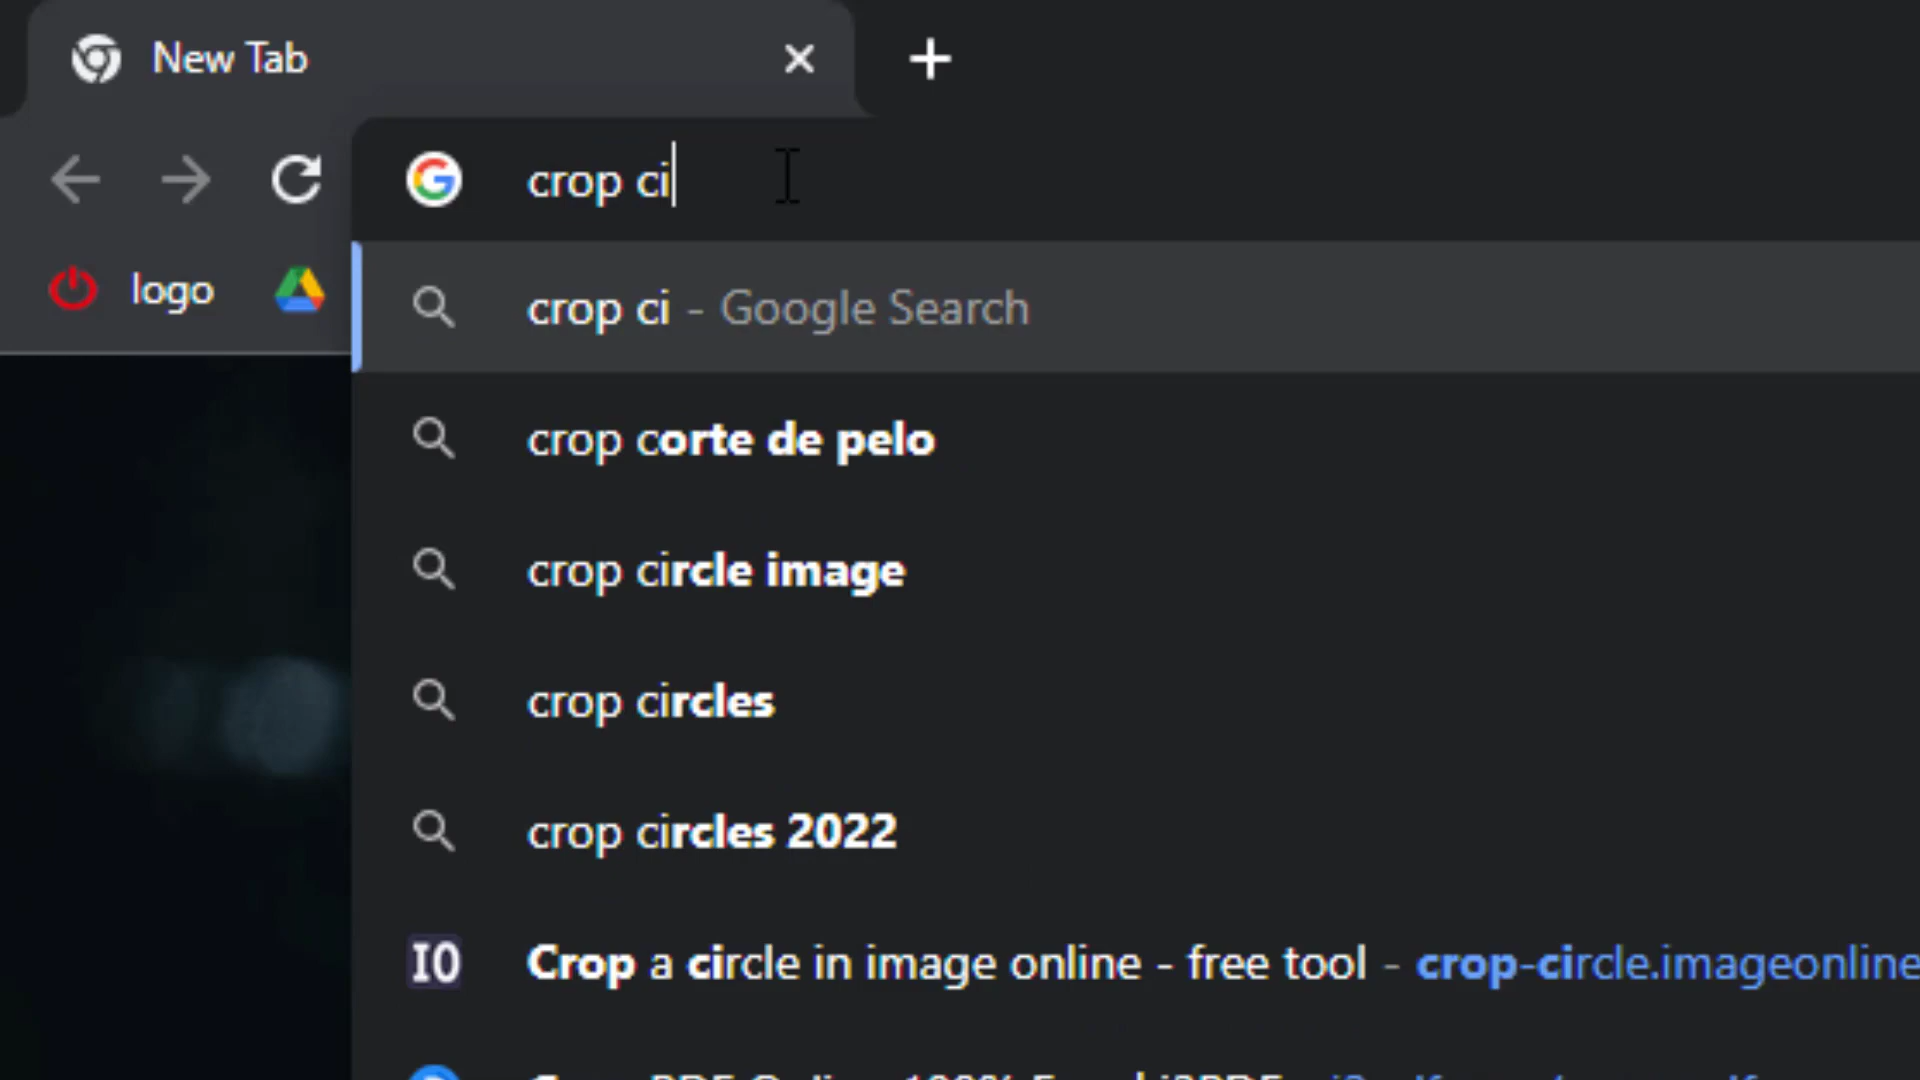 New Tab
crop ci
logo
crop ci - Google Search
crop corte de pelo
crop circle image
crop circles
crop circles 2022
IO Crop a circle in image online - free tool - crop-circle.imageonline